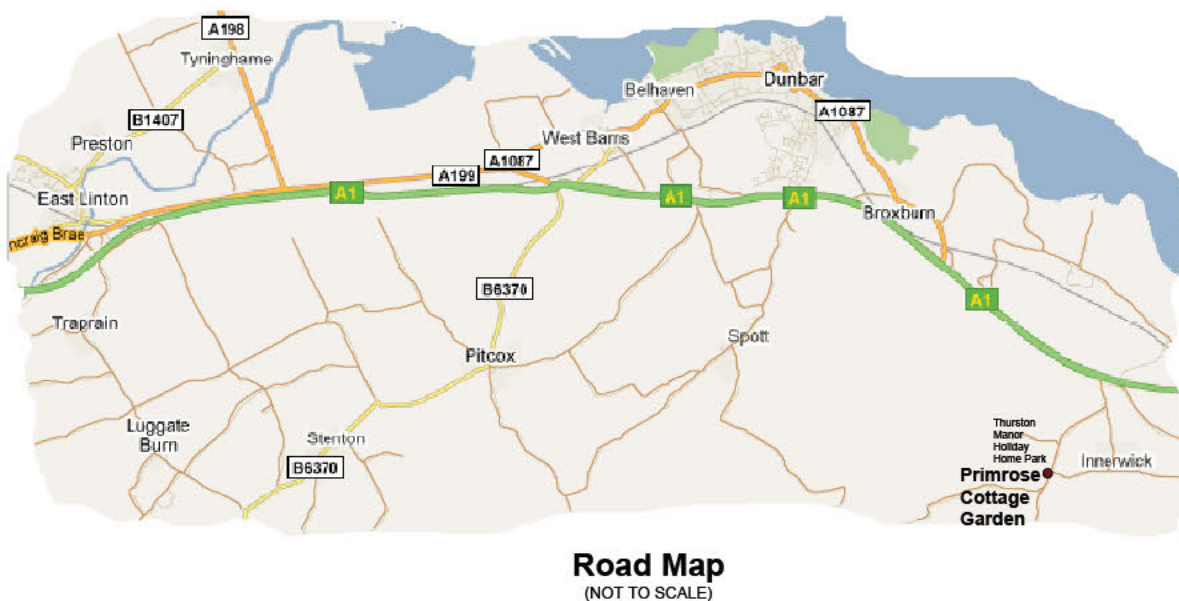 A198
Tyninghame
B1407
Preston
East Linton
ncraig Brae
A1
A199
A1087
West Barns
Belhaven
Dunbar
A1087
A1
A1
Broxburn
A1
B6370
Traprain
Pitcox
Spott
Luggate
Burn
Stenton
B6370
Thurston
Manor
Holiday
Home Park
Primrose
Cottage
Garden
Innerwick
Road Map
(NOT TO SCALE)